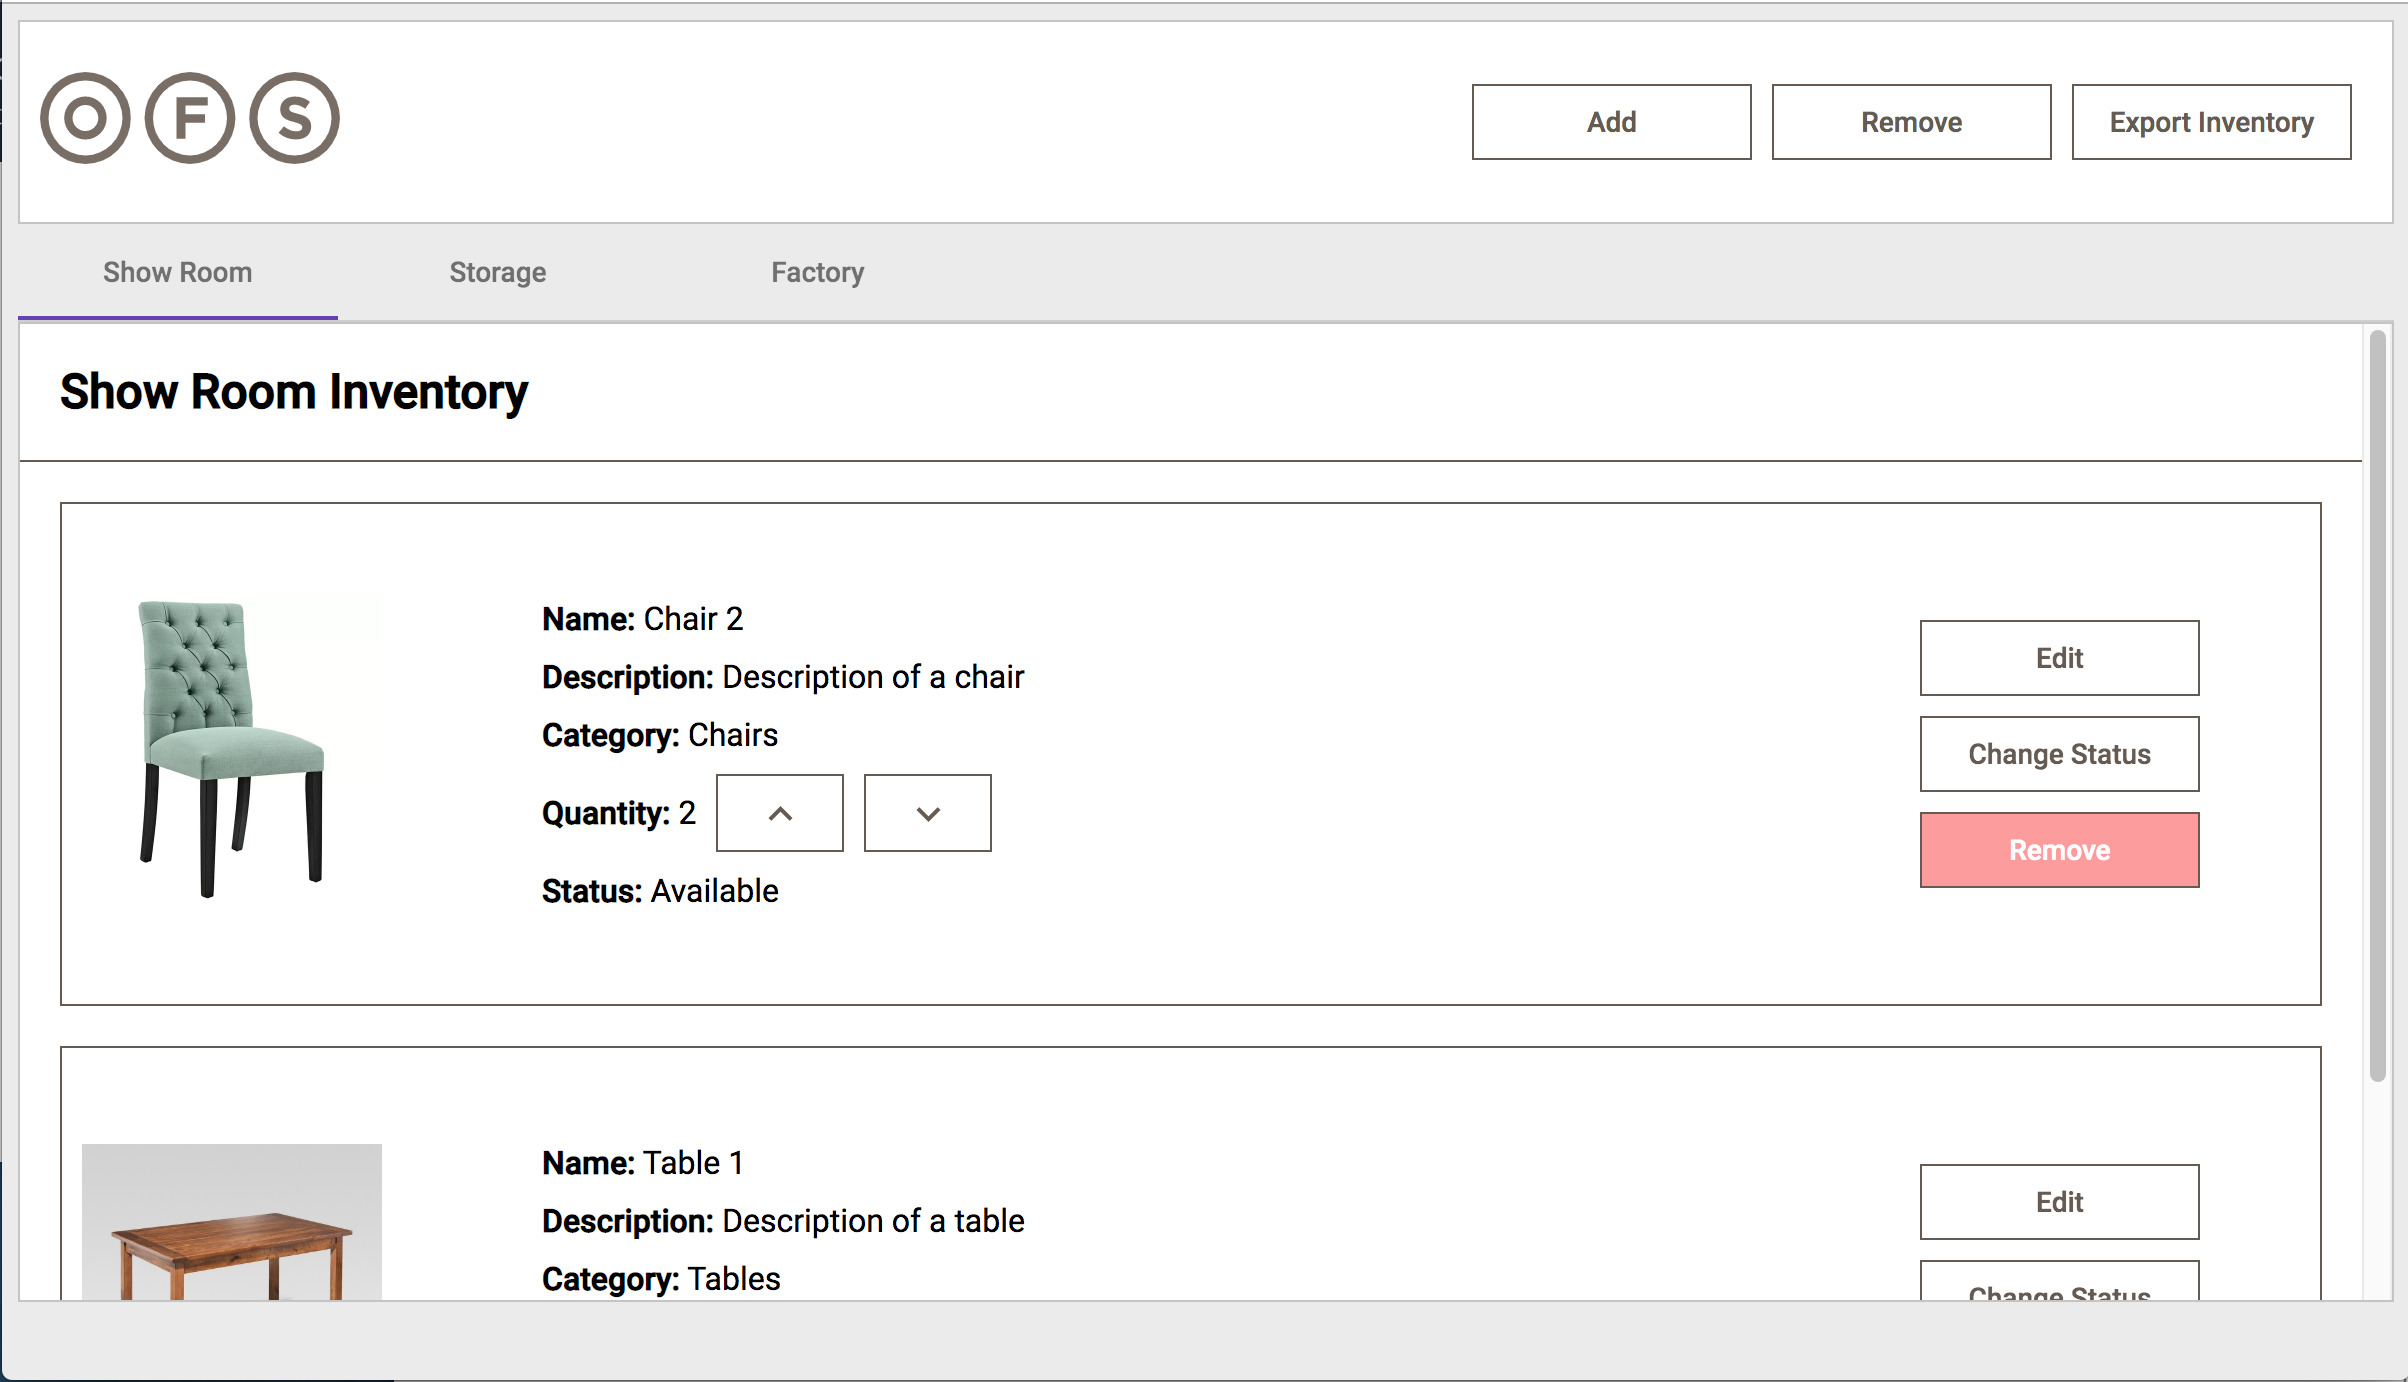 O F S
Add
Remove
Export Inventory
Show Room
Storage
Factory
Show Room Inventory
Name: Chair 2
Description: Description of a chair
Category: Chairs
Quantity: 2
Status: Available
Edit
Change Status
Remove
Name: Table 1
Description: Description of a table
Category: Tables
Edit
Change Status